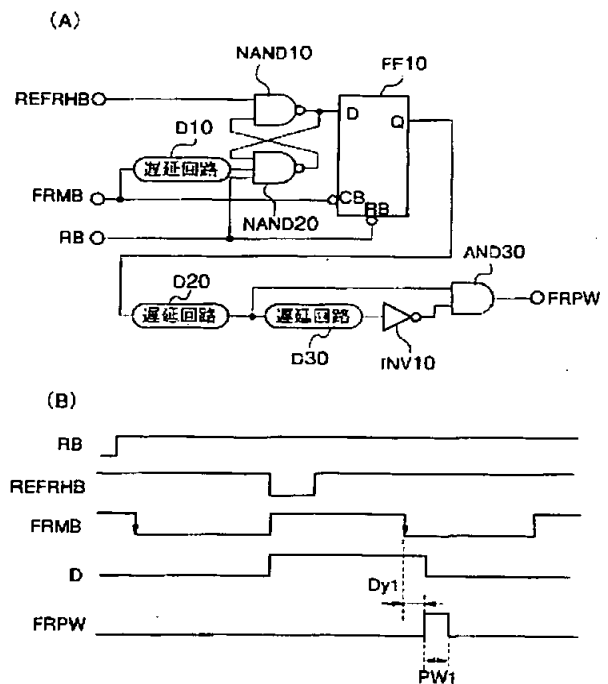 (A)
NAND10
FF10
REFRHB
D Q
D10
遅延回路
FRMB
CB
RB
NAND20
RB
AND30
D20
FRPW
遅延回路
遅延回路
D30
INV10
(B)
RB
REFRHB
FRMB
D
Dy1
FRPW
PW1